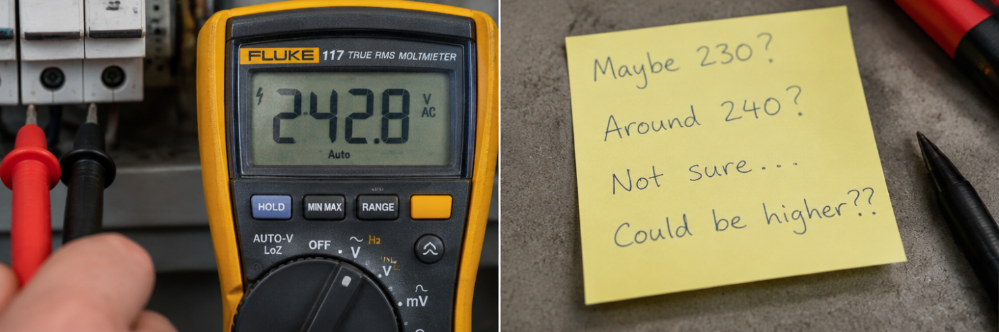 FLUKE 117 TRUE RMS MOLTMIETER
242.8 V AC
Auto
HOLD MIN MAX RANGE
AUTO-V LoZ
OFF
V Hz
V
mV
Maybe 230?
Around 240?
Not sure...
Could be higher??